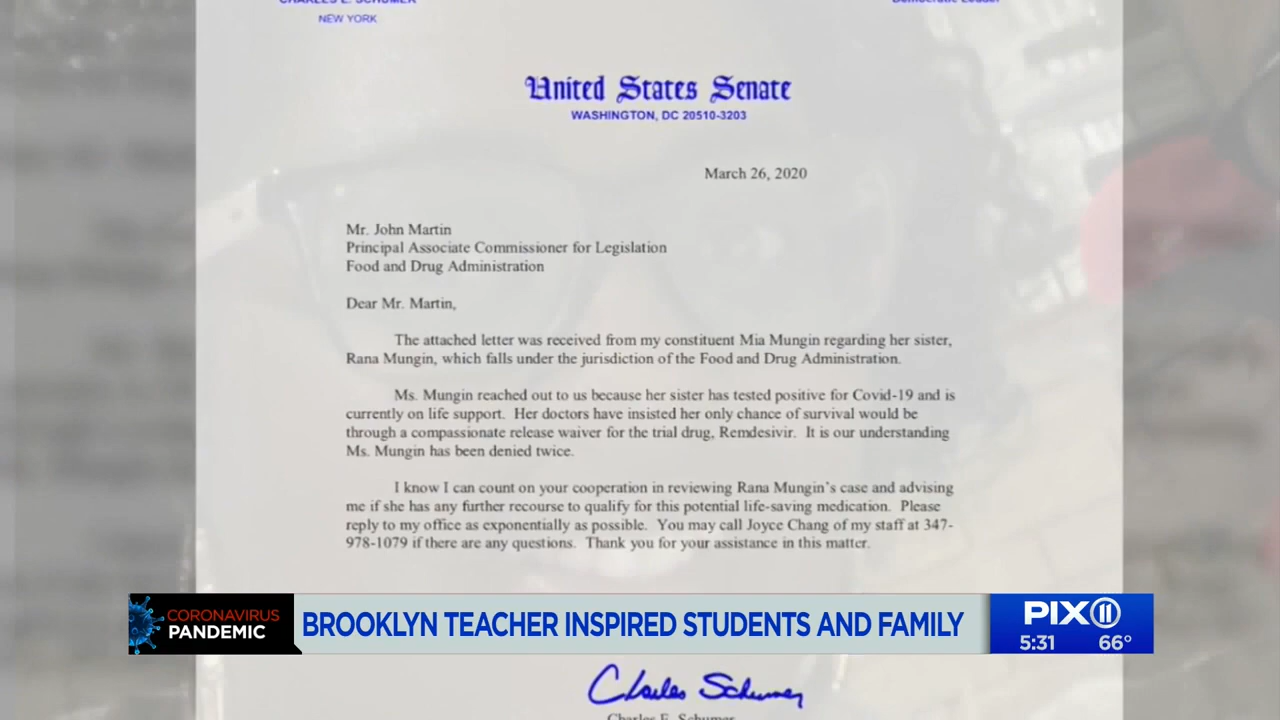 CHARLES E. SCHUMER
NEW YORK
Democratic Leader
United States Senate
WASHINGTON, DC 20510-3203
March 26, 2020
Mr. John Martin
Principal Associate Commissioner for Legislation
Food and Drug Administration
Dear Mr. Martin,
The attached letter was received from my constituent Mia Mungin regarding her sister,
Rana Mungin, which falls under the jurisdiction of the Food and Drug Administration.
Ms. Mungin reached out to us because her sister has tested positive for Covid-19 and is
currently on life support.  Her doctors have insisted her only chance of survival would be
through a compassionate release waiver for the trial drug, Remdesivir.  It is our understanding
Ms. Mungin has been denied twice.
I know I can count on your cooperation in reviewing Rana Mungin's case and advising
me if she has any further recourse to qualify for this potential life-saving medication.  Please
reply to my office as exponentially as possible.  You may call Joyce Chang of my staff at 347-
978-1079 if there are any questions.  Thank you for your assistance in this matter.
CORONAVIRUS
PANDEMIC
BROOKLYN TEACHER INSPIRED STUDENTS AND FAMILY
PIX 11
5:31 66°
Charles Schumer
Charles E. Schumer